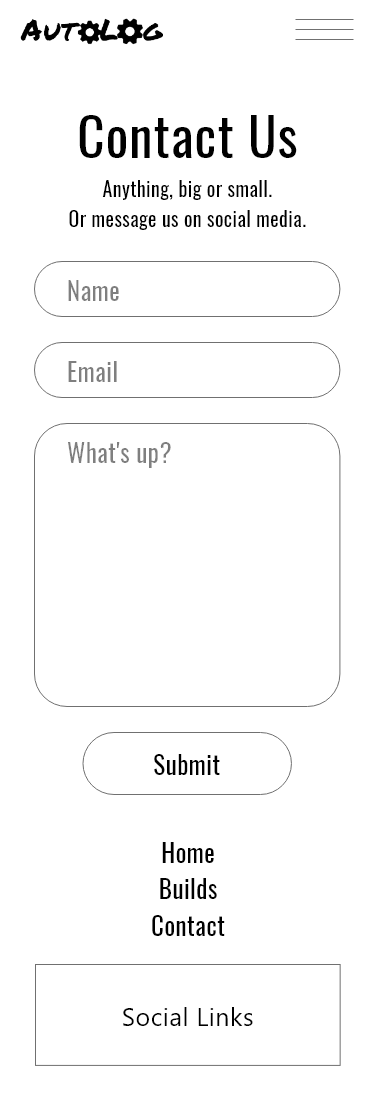 AutoLog
Contact Us
Anything, big or small.
Or message us on social media.
Name
Email
What's up?
Submit
Home
Builds
Contact
Social Links